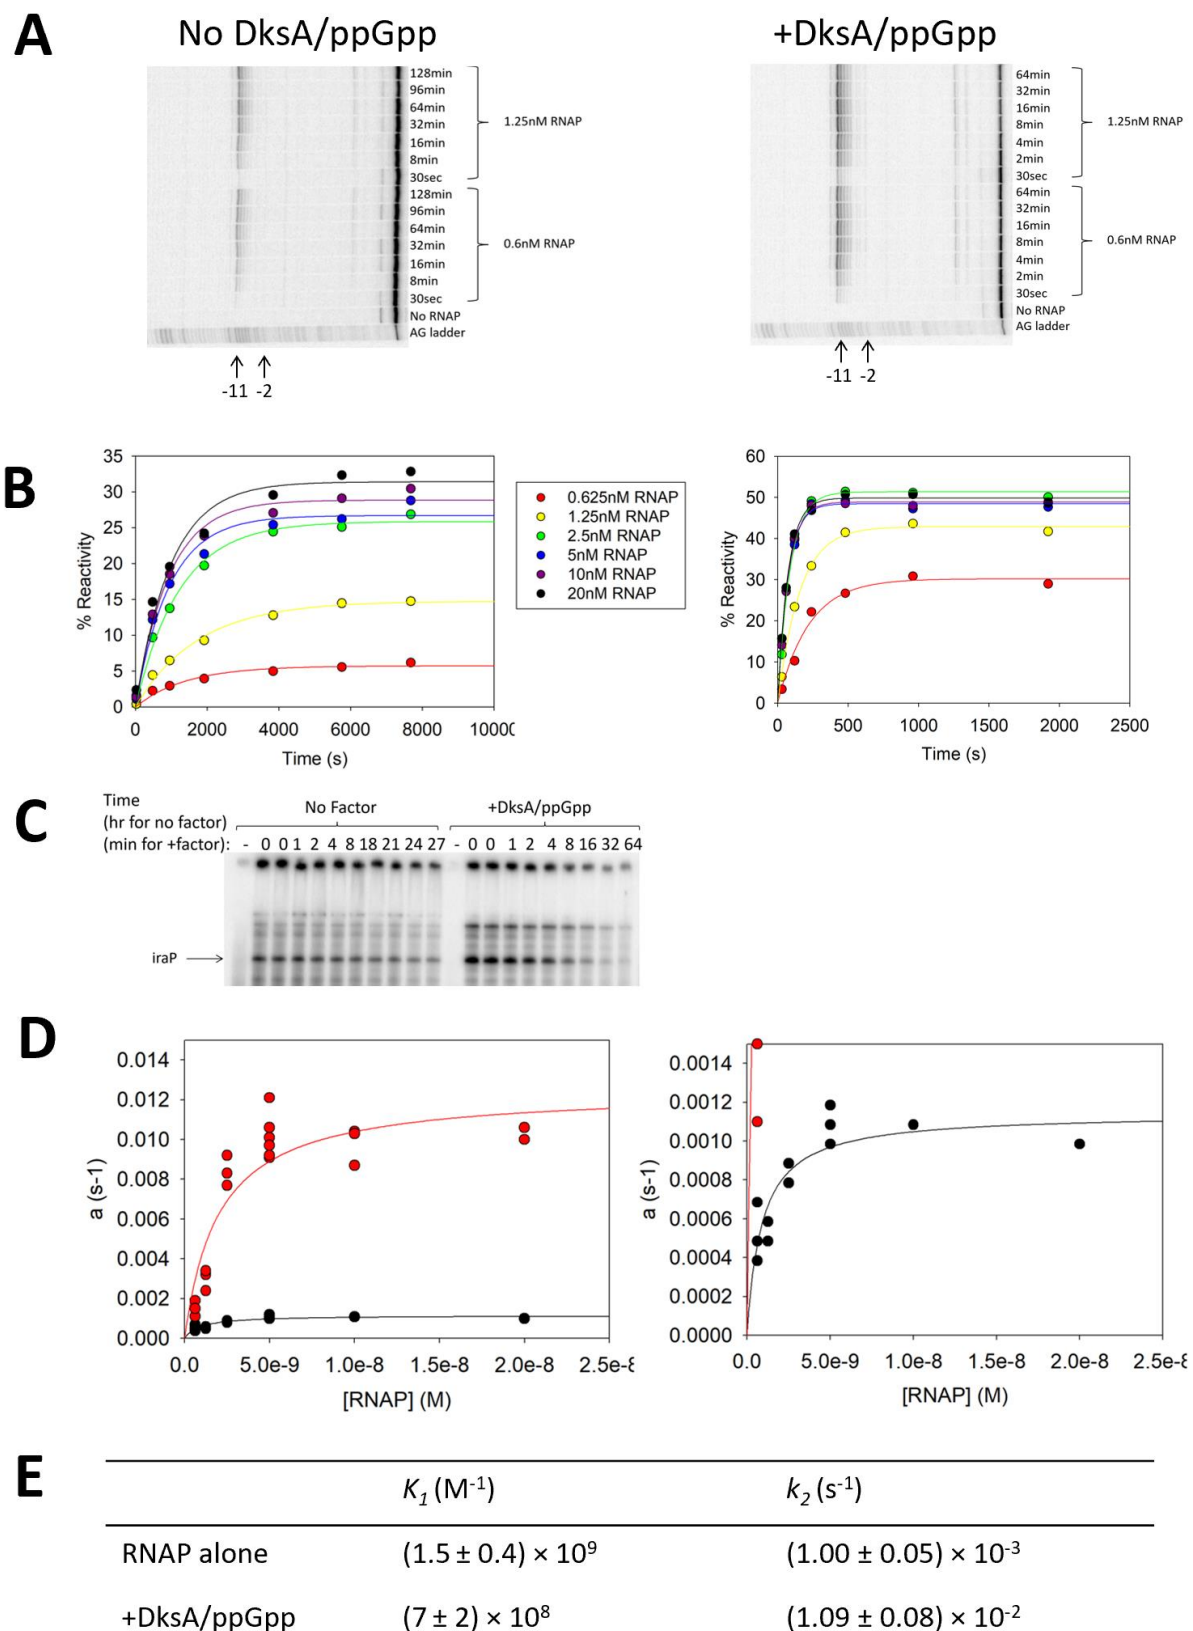 A
No DksA/ppGpp
+DksA/ppGpp
128min
96min
64min
32min
16min
8min
30sec
128min
96min
64min
32min
16min
8min
30sec
No RNAP
AG ladder
1.25nM RNAP
0.6nM RNAP
-11 -2
64min
32min
16min
8min
4min
2min
30sec
64min
32min
16min
8min
4min
2min
30sec
No RNAP
AG ladder
1.25nM RNAP
0.6nM RNAP
-11 -2
B
% Reactivity
35
30
25
20
15
10
5
0
0 2000 4000 6000 8000 10000
Time (s)
0.625nM RNAP
1.25nM RNAP
2.5nM RNAP
5nM RNAP
10nM RNAP
20nM RNAP
% Reactivity
60
50
40
30
20
10
0
0 500 1000 1500 2000 2500
Time (s)
C
Time
(hr for no factor)
(min for +factor):
No Factor
+DksA/ppGpp
- 0 0 1 2 4 8 18 21 24 27
- 0 0 1 2 4 8 16 32 64
iraP
D
a (s-1)
0.014
0.012
0.010
0.008
0.006
0.004
0.002
0.000
0.0 5.0e-9 1.0e-8 1.5e-8 2.0e-8 2.5e-8
[RNAP] (M)
a (s-1)
0.0014
0.0012
0.0010
0.0008
0.0006
0.0004
0.0002
0.0000
0.0 5.0e-9 1.0e-8 1.5e-8 2.0e-8 2.5e-8
[RNAP] (M)
E
K₁ (M⁻¹) k₂ (s⁻¹)
RNAP alone (1.5 ± 0.4) × 10⁹ (1.00 ± 0.05) × 10⁻³
+DksA/ppGpp (7 ± 2) × 10⁸ (1.09 ± 0.08) × 10⁻²